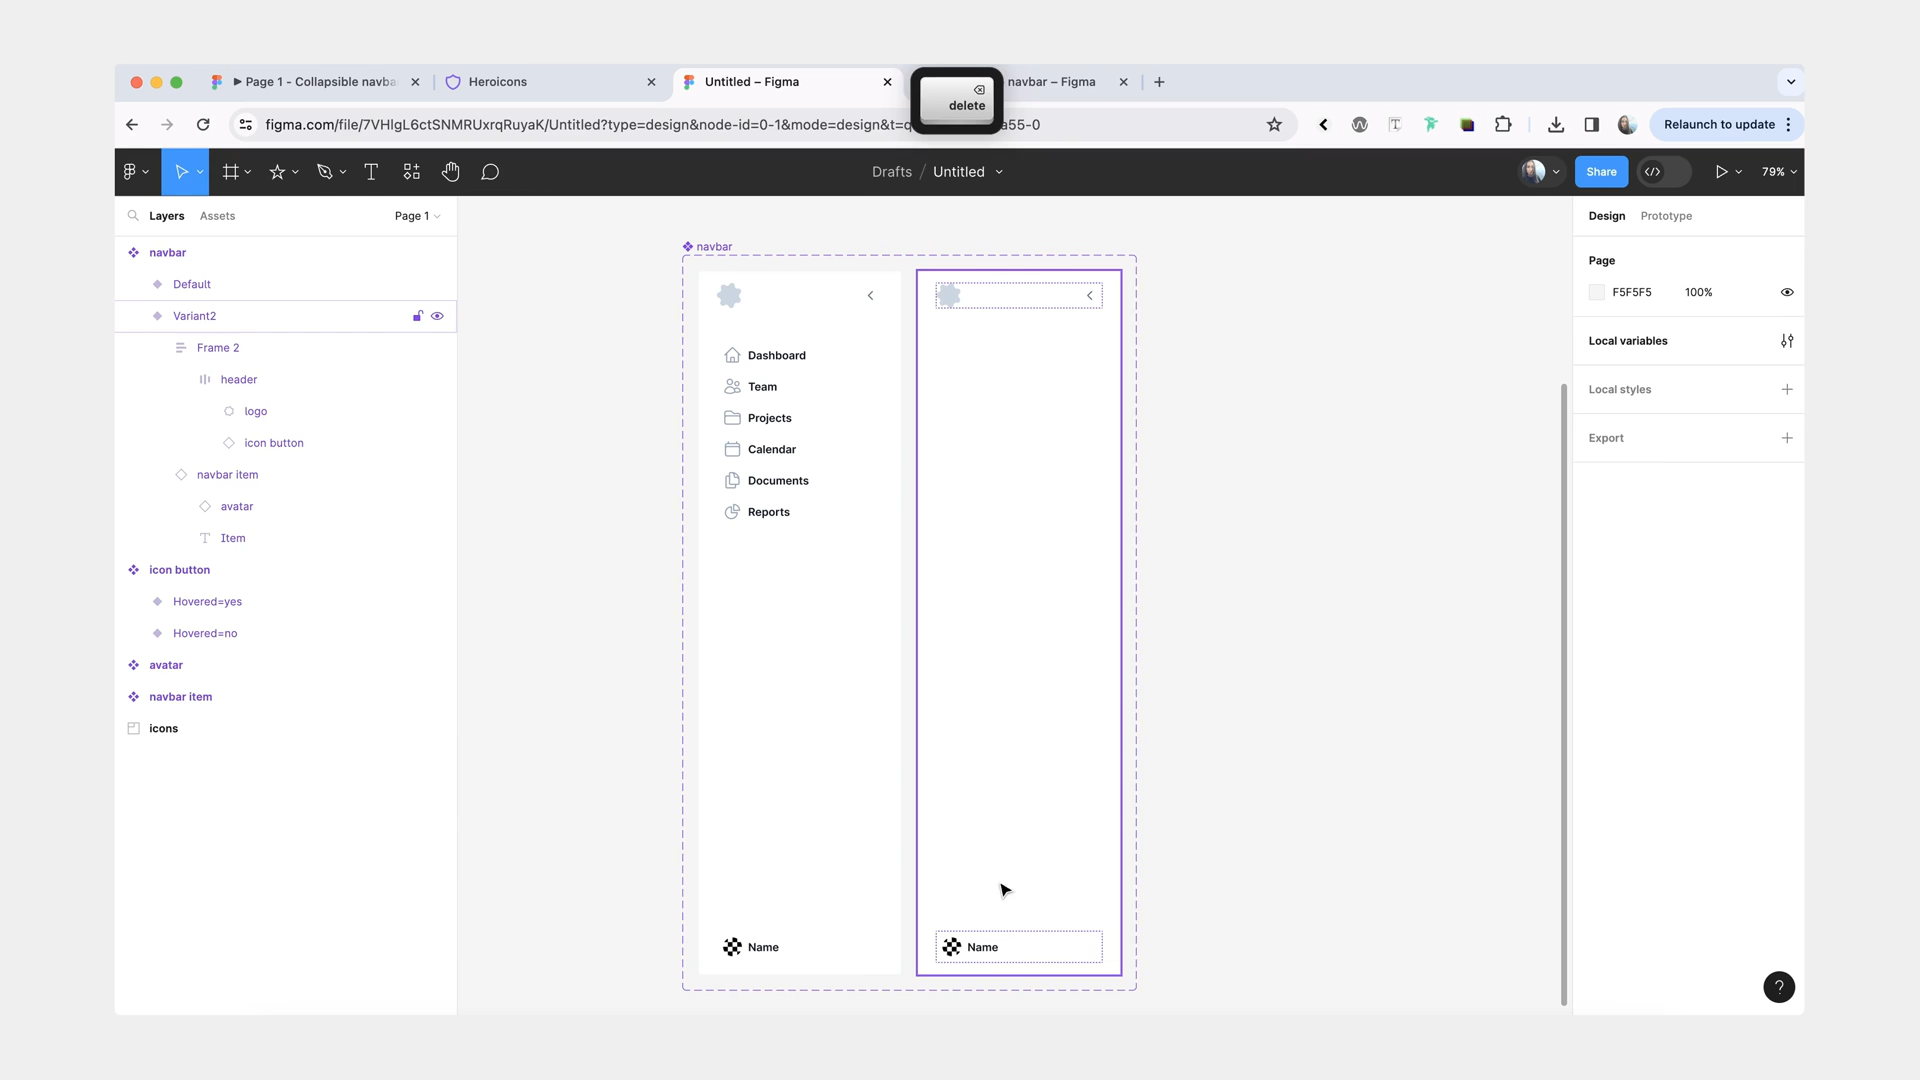 Page 1 - Collapsible navba
Heroicons
Untitled – Figma
navbar – Figma
delete
figma.com/file/7VHlgL6ctSNMRUxrqRuyaK/Untitled?type=design&node-id=0-1&mode=design&t=q
a55-0
Relaunch to update
Drafts / Untitled
Share
79%
Layers
Assets
Page 1
Design
Prototype
navbar
Default
Variant2
Frame 2
header
logo
icon button
navbar item
avatar
Item
icon button
Hovered=yes
Hovered=no
avatar
navbar item
icons
navbar
Dashboard
Team
Projects
Calendar
Documents
Reports
Name
Name
Page
F5F5F5
100%
Local variables
Local styles
Export
?